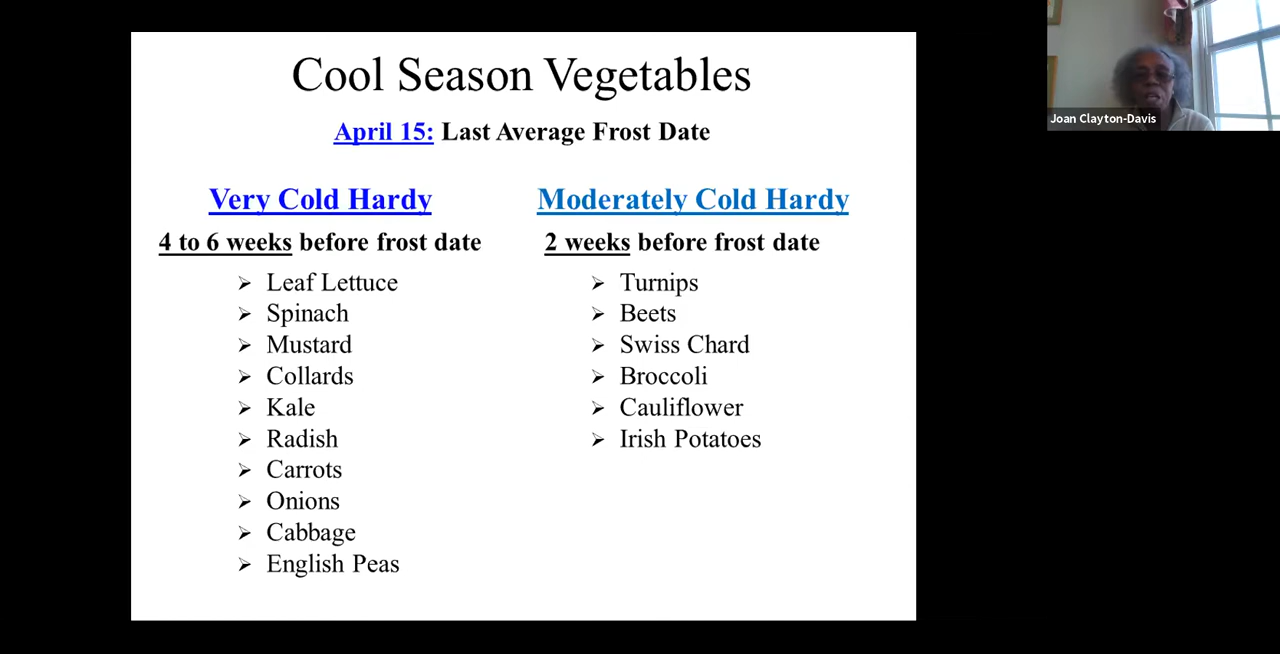 Cool Season Vegetables
April 15: Last Average Frost Date
Very Cold Hardy
4 to 6 weeks before frost date
➢ Leaf Lettuce
➢ Spinach
➢ Mustard
➢ Collards
➢ Kale
➢ Radish
➢ Carrots
➢ Onions
➢ Cabbage
➢ English Peas
Moderately Cold Hardy
2 weeks before frost date
➢ Turnips
➢ Beets
➢ Swiss Chard
➢ Broccoli
➢ Cauliflower
➢ Irish Potatoes
Joan Clayton-Davis